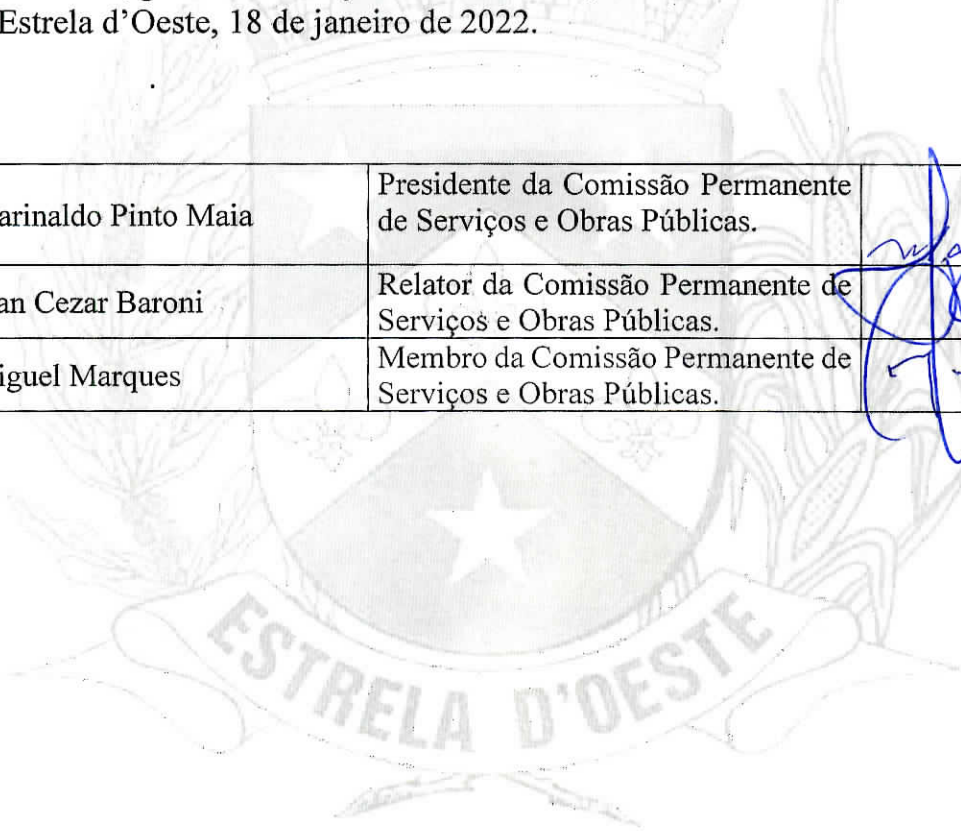 Estrela d’Oeste, 18 de janeiro de 2022.
arinaldo Pinto Maia
Presidente da Comissão Permanente
de Serviços e Obras Públicas.
an Cezar Baroni
Relator da Comissão Permanente de
Serviços e Obras Públicas.
iguel Marques
Membro da Comissão Permanente de
Serviços e Obras Públicas.
ESTRELA D'OESTE